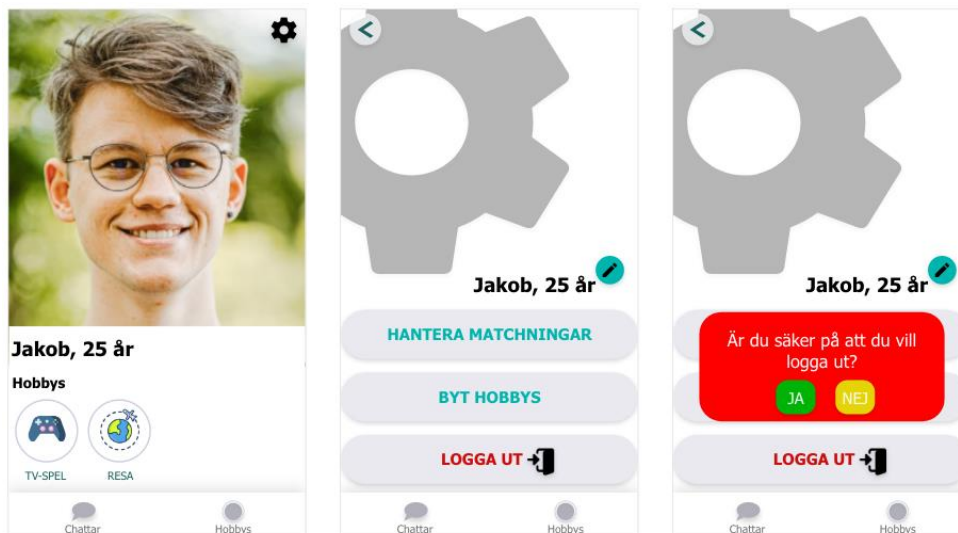 Jakob, 25 år
Hobbys
TV-SPEL
RESA
Chattar
Hobbys
Jakob, 25 år
HANTERA MATCHNINGAR
BYT HOBBYS
LOGGA UT
Chattar
Hobbys
Jakob, 25 år
Är du säker på att du vill
logga ut?
JA
NEJ
LOGGA UT
Chattar
Hobbys